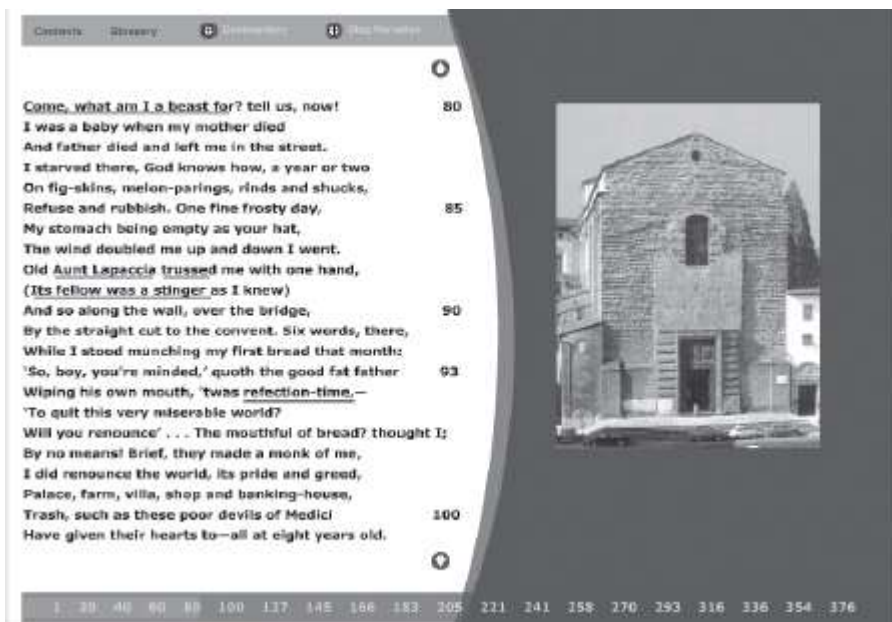 Contents Glossary Commentary
Come, what am I a beast for? tell us, now! 80
I was a baby when my mother died
And father died and left me in the street.
I starved there, God knows how, a year or two
On fig-skins, melon-parings, rinds and shucks,
Refuse and rubbish. One fine frosty day, 85
My stomach being empty as your hat,
The wind doubled me up and down I went.
Old Aunt Lapaccia trussed me with one hand,
(Its fellow was a stinger as I knew)
And so along the wall, over the bridge, 90
By the straight cut to the convent. Six words, there,
While I stood munching my first bread that month:
'So, boy, you're minded,' quoth the good fat father 93
Wiping his own mouth, 'twas refection-time,—
'To quit this very miserable world?
Will you renounce' . . . The mouthful of bread? thought I;
By no means! Brief, they made a monk of me,
I did renounce the world, its pride and greed,
Palace, farm, villa, shop and banking-house,
Trash, such as these poor devils of Medici 100
Have given their hearts to—all at eight years old.
1 20 40 60 80 100 127 145 166 183 205 221 241 258 270 293 316 336 354 376